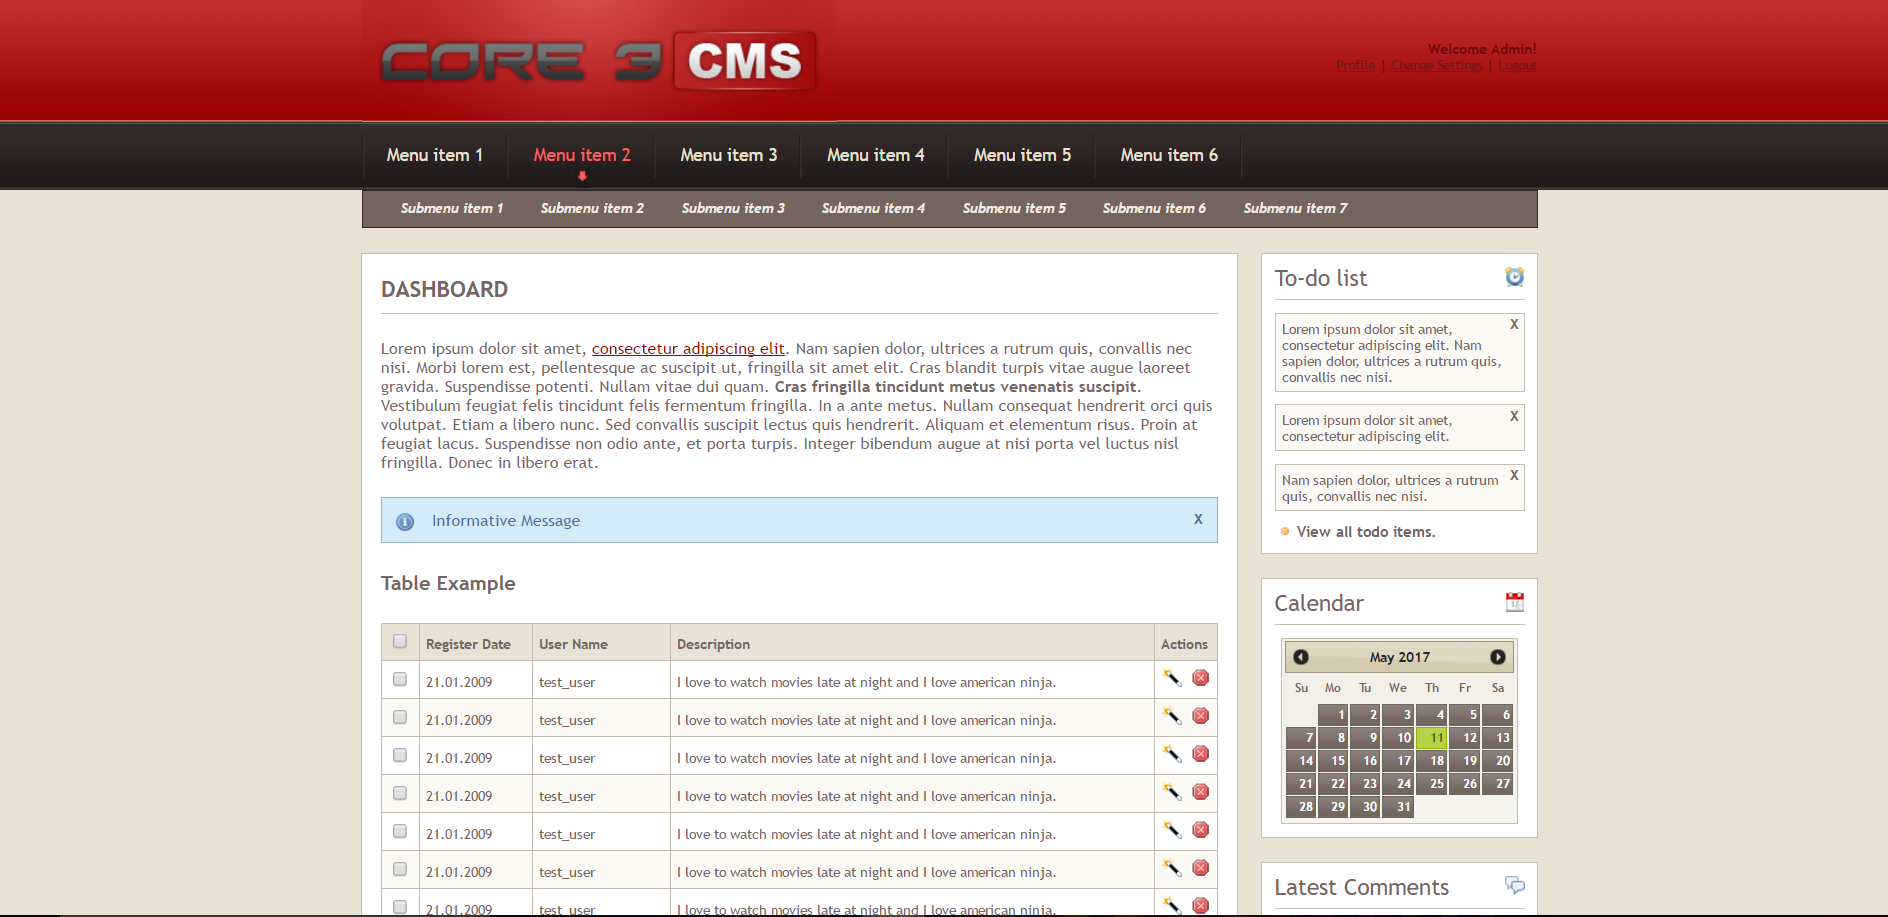 CORE 3 CMS
Welcome Admin!
Profile | Change Settings | Logout
Menu item 1 Menu item 2 Menu item 3 Menu item 4 Menu item 5 Menu item 6
Submenu item 1 Submenu item 2 Submenu item 3 Submenu item 4 Submenu item 5 Submenu item 6 Submenu item 7
DASHBOARD
Lorem ipsum dolor sit amet, consectetur adipiscing elit. Nam sapien dolor, ultrices a rutrum quis, convallis nec
nisi. Morbi lorem est, pellentesque ac suscipit ut, fringilla sit amet elit. Cras blandit turpis vitae augue laoreet
gravida. Suspendisse potenti. Nullam vitae dui quam. Cras fringilla tincidunt metus venenatis suscipit.
Vestibulum feugiat felis tincidunt felis fermentum fringilla. In a ante metus. Nullam consequat hendrerit orci quis
volutpat. Etiam a libero nunc. Sed convallis suscipit lectus quis hendrerit. Aliquam et elementum risus. Proin at
feugiat lacus. Suspendisse non odio ante, et porta turpis. Integer bibendum augue at nisi porta vel luctus nisl
fringilla. Donec in libero erat.
Informative Message X
Table Example
Register Date User Name Description Actions
21.01.2009 test_user I love to watch movies late at night and I love american ninja.
21.01.2009 test_user I love to watch movies late at night and I love american ninja.
21.01.2009 test_user I love to watch movies late at night and I love american ninja.
21.01.2009 test_user I love to watch movies late at night and I love american ninja.
21.01.2009 test_user I love to watch movies late at night and I love american ninja.
21.01.2009 test_user I love to watch movies late at night and I love american ninja.
21.01.2009 test_user I love to watch movies late at night and I love american ninja.
To-do list
Lorem ipsum dolor sit amet, X
consectetur adipiscing elit. Nam
sapien dolor, ultrices a rutrum quis,
convallis nec nisi.
Lorem ipsum dolor sit amet, X
consectetur adipiscing elit.
Nam sapien dolor, ultrices a rutrum X
quis, convallis nec nisi.
View all todo items.
Calendar
May 2017
Su Mo Tu We Th Fr Sa
1 2 3 4 5 6
7 8 9 10 11 12 13
14 15 16 17 18 19 20
21 22 23 24 25 26 27
28 29 30 31
Latest Comments